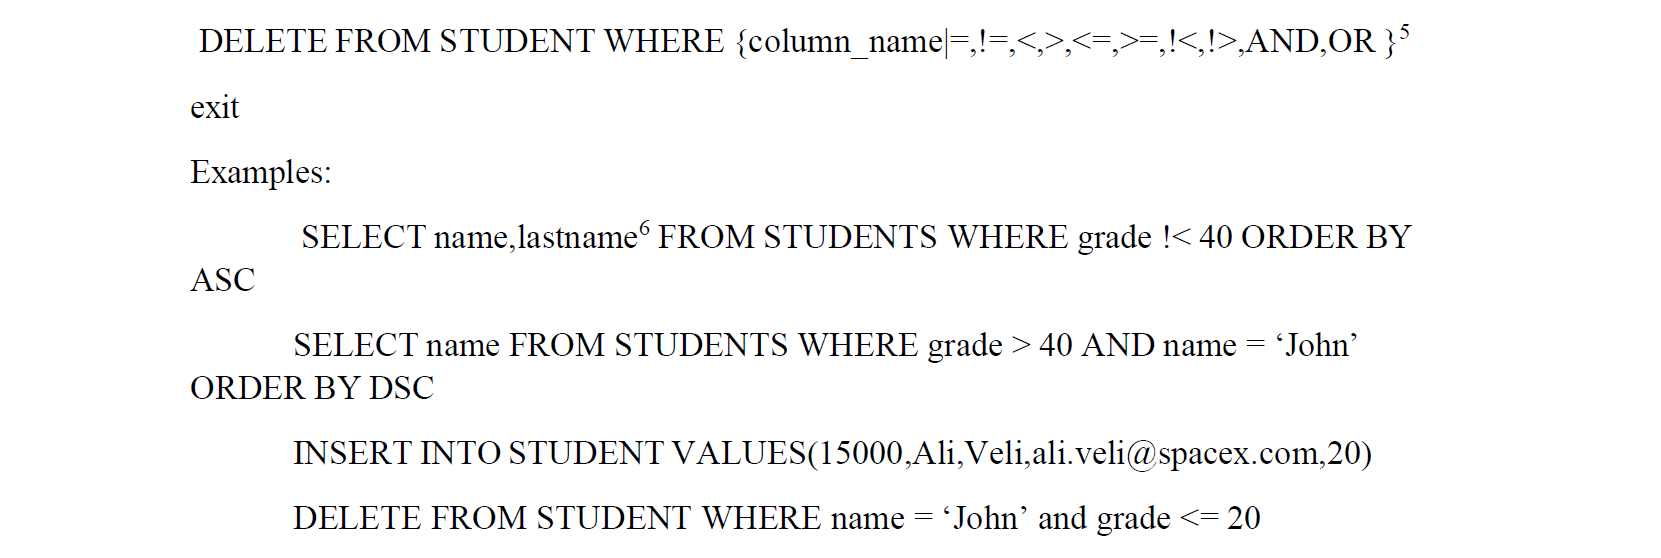 DELETE FROM STUDENT WHERE {column_name|=,!=,<,>,<=,>=,!<,!>,AND,OR }5
exit
Examples:
SELECT name,lastname6 FROM STUDENTS WHERE grade !< 40 ORDER BY
ASC
SELECT name FROM STUDENTS WHERE grade > 40 AND name = ‘John’
ORDER BY DSC
INSERT INTO STUDENT VALUES(15000,Ali,Veli,ali.veli@spacex.com,20)
DELETE FROM STUDENT WHERE name = ‘John’ and grade <= 20